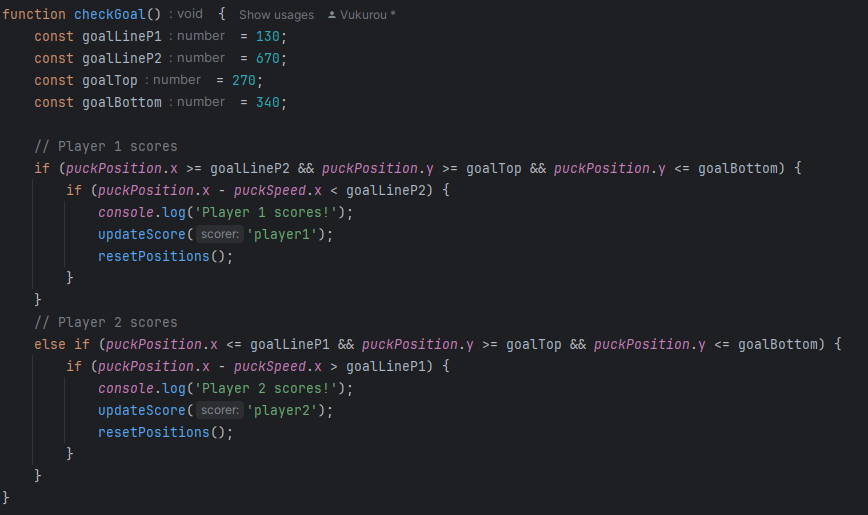 function checkGoal() : void { Show usages Vukurou *
    const goalLineP1 : number = 130;
    const goalLineP2 : number = 670;
    const goalTop : number = 270;
    const goalBottom : number = 340;

    // Player 1 scores
    if (puckPosition.x >= goalLineP2 && puckPosition.y >= goalTop && puckPosition.y <= goalBottom) {
        if (puckPosition.x - puckSpeed.x < goalLineP2) {
            console.log('Player 1 scores!');
            updateScore( scorer: 'player1');
            resetPositions();
        }
    }
    // Player 2 scores
    else if (puckPosition.x <= goalLineP1 && puckPosition.y >= goalTop && puckPosition.y <= goalBottom) {
        if (puckPosition.x - puckSpeed.x > goalLineP1) {
            console.log('Player 2 scores!');
            updateScore( scorer: 'player2');
            resetPositions();
        }
    }
}